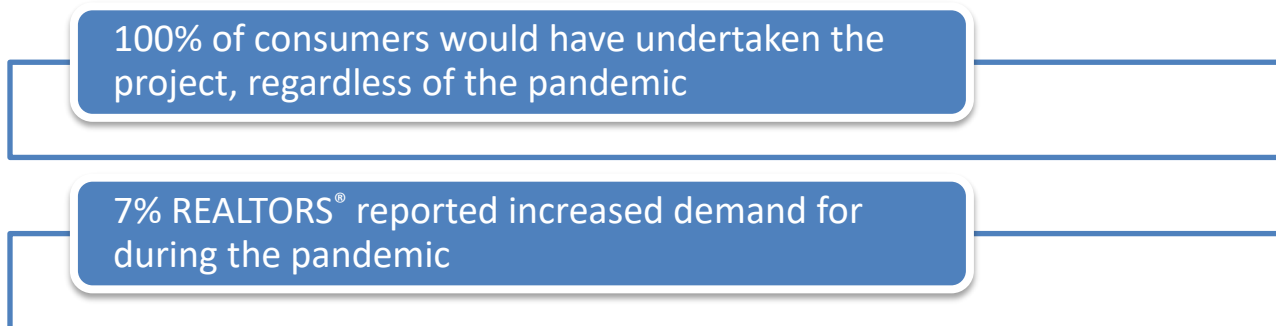 100% of consumers would have undertaken the
project, regardless of the pandemic
7% REALTORS® reported increased demand for
during the pandemic